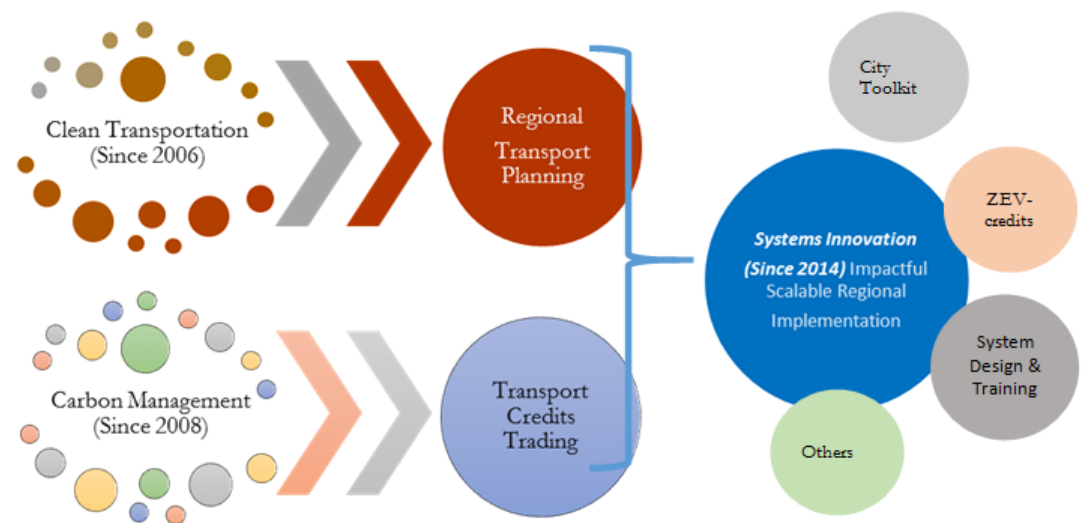 Clean Transportation
(Since 2006)
Regional
Transport
Planning
Carbon Management
(Since 2008)
Transport
Credits
Trading
Systems Innovation
(Since 2014) Impactful
Scalable Regional
Implementation
City
Toolkit
ZEV-
credits
System
Design &
Training
Others